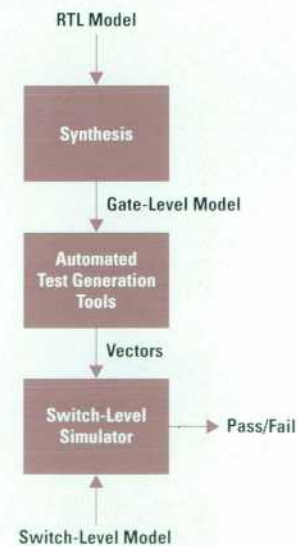 RTL Model
Synthesis
Gate-Level Model
Automated
Test Generation
Tools
Vectors
Switch-Level
Simulator
Pass/Fail
Switch-Level Model